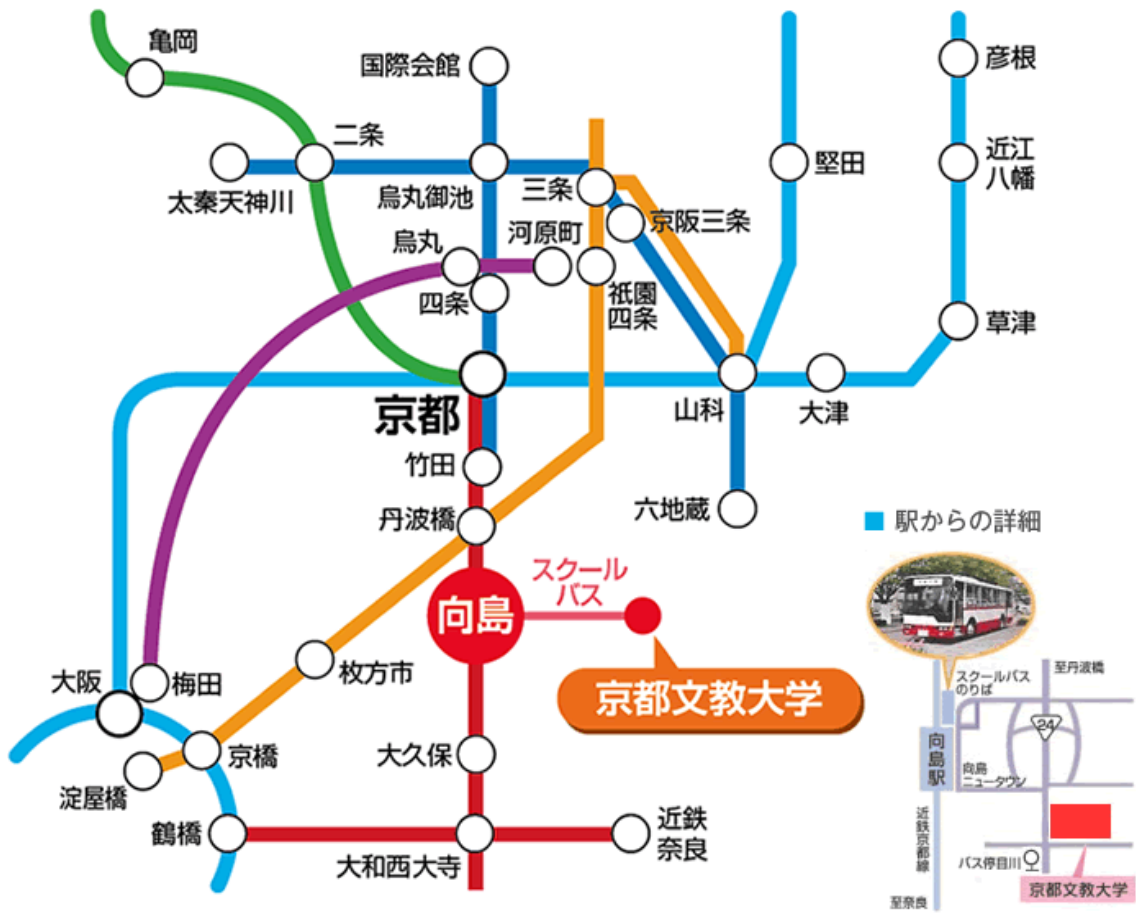 亀岡
国際会館
彦根
二条
近江
八幡
堅田
太秦天神川
烏丸御池
三条
京阪三条
河原町
烏丸
四条
祇園
四条
草津
京都
山科
大津
竹田
丹波橋
六地蔵
駅からの詳細
スクール
バス
向島
京都文教大学
枚方市
大阪
梅田
京橋
淀屋橋
大久保
鶴橋
大和西大寺
近鉄
奈良
スクールバス
のりば
至丹波橋
24
向島駅
向島
ニュータウン
近鉄京都線
バス停目川
京都文教大学
至奈良